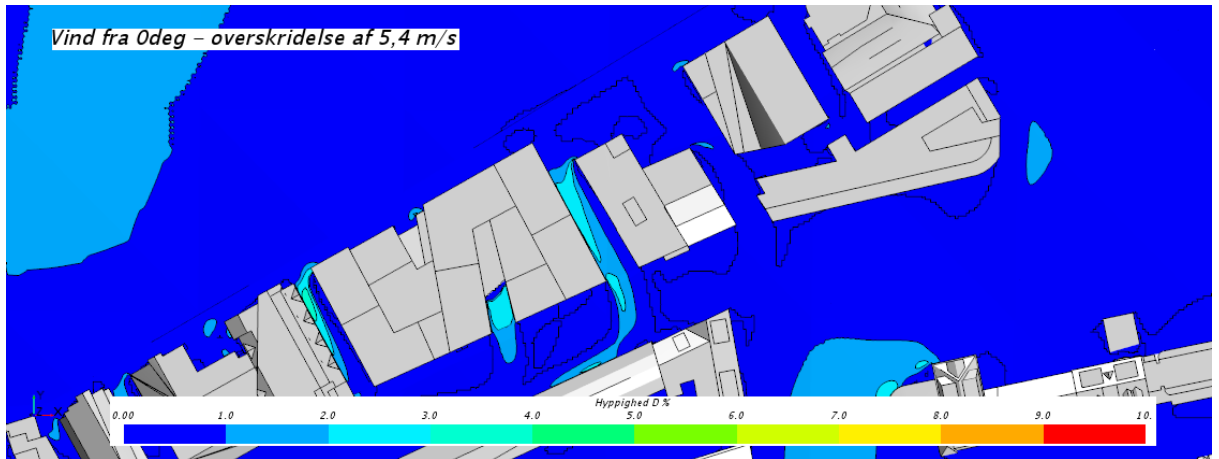 Vind fra 0deg – overskridelse af 5,4 m/s
Y
Z X
Hyppighed D %
0.00 1.0 2.0 3.0 4.0 5.0 6.0 7.0 8.0 9.0 10.